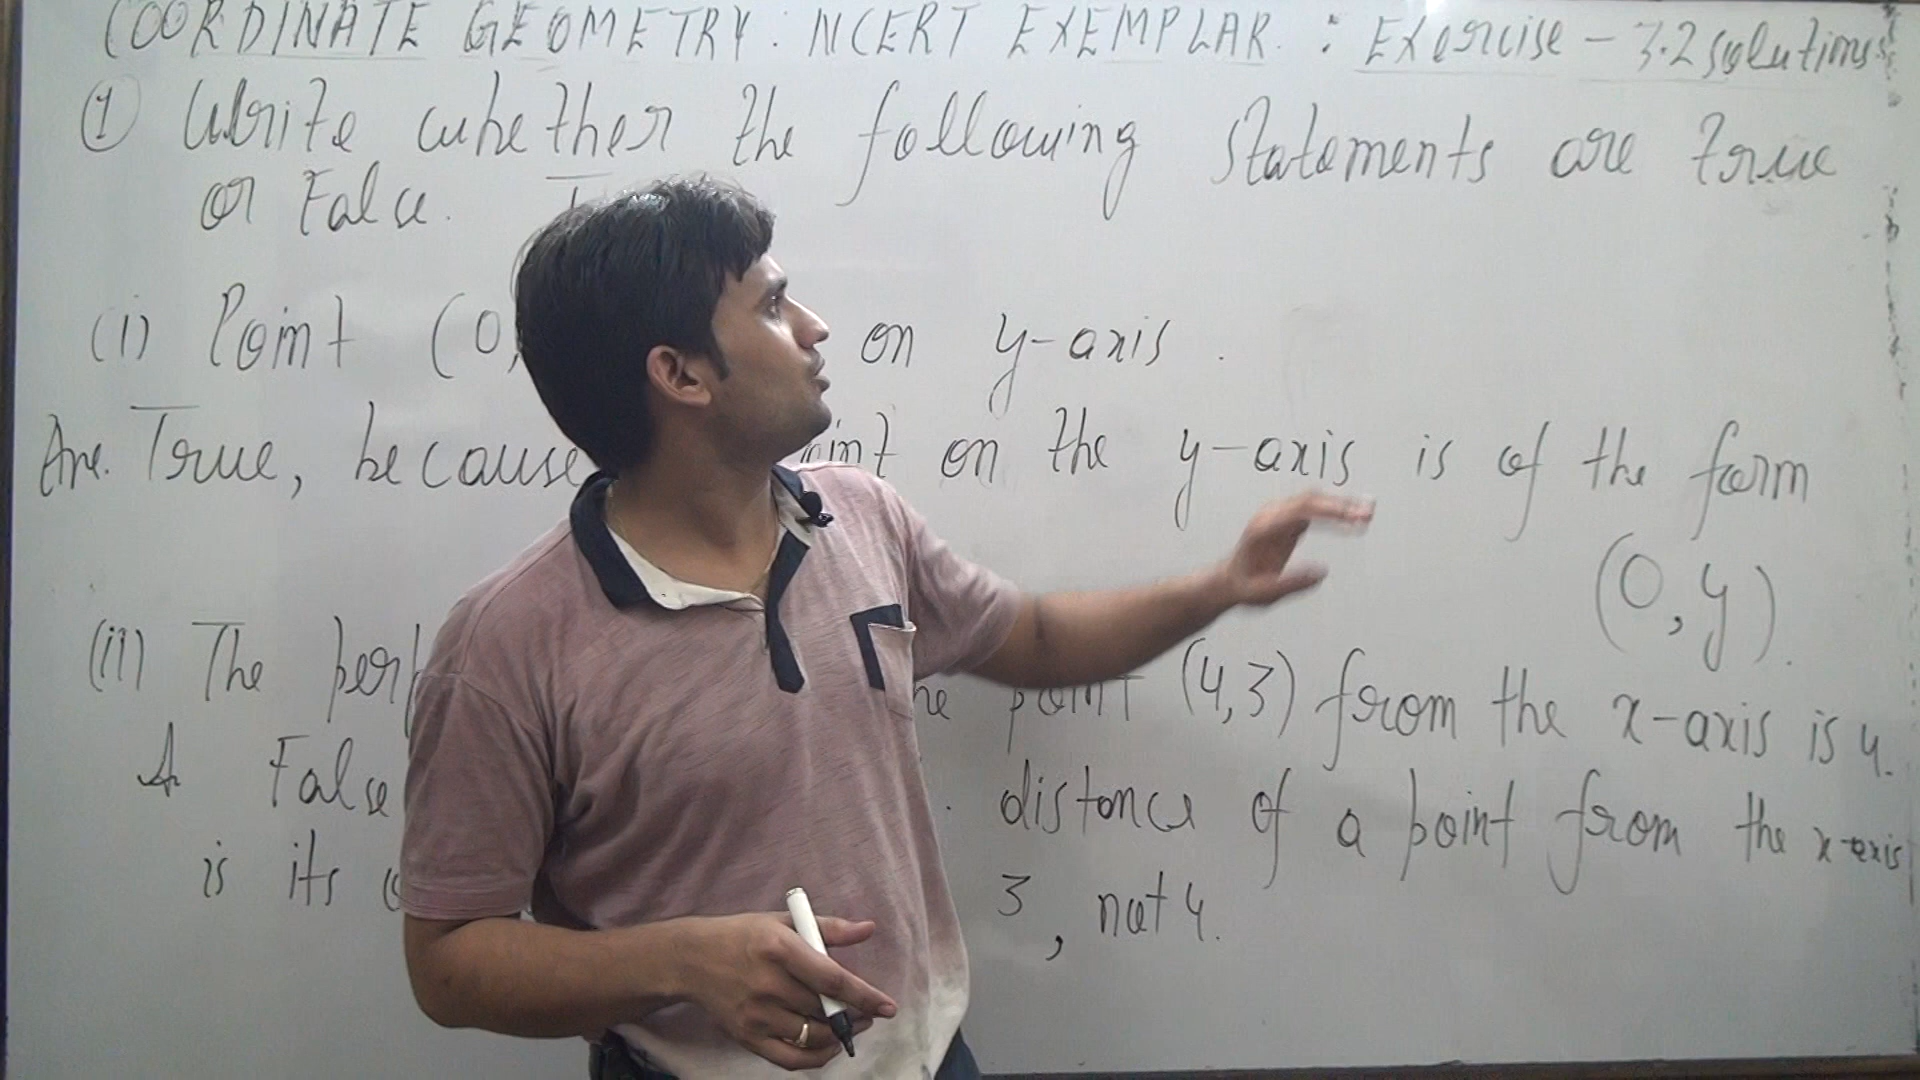 COORDINATE GEOMETRY : NCERT EXEMPLAR : Exercise - 3.2 solutions
① Write whether the following statements are true
or False.
(i) Point (0, on y-axis.
Ans. True, because on the y-axis is of the form
(0, y).
(ii) The point (4,3) from the x-axis is 4.
A False distance of a point from the x-axis
is its 3, not 4.